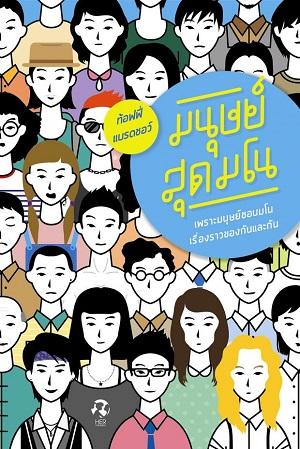 ท้อฟฟี่
แบรดชอว์
มนุษย์
สุดมโน
เพราะมนุษย์ชอบมโน
เรื่องราวของกันและกัน
HER